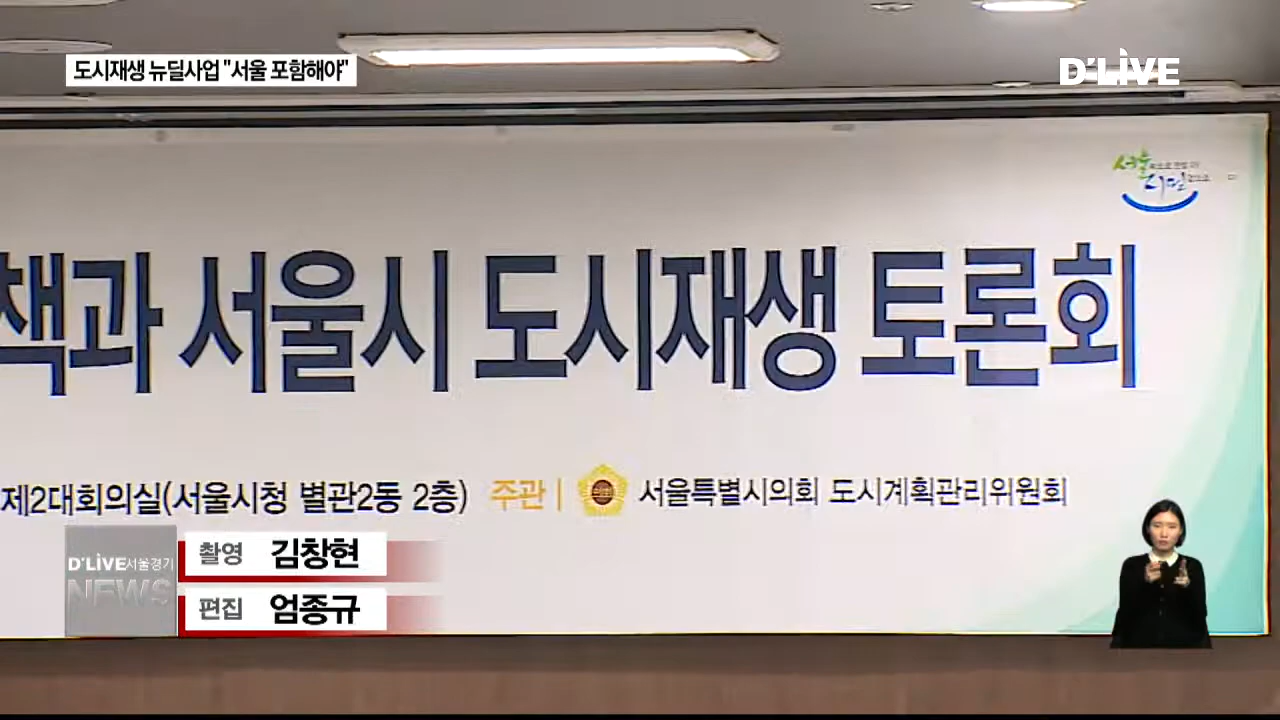 도시재생 뉴딜사업 "서울 포함해야"
D'LIVE
서울
책과 서울시 도시재생 토론회
제2대회의실(서울시청 별관2동 2층) 주관 | 의회 서울특별시의회 도시계획관리위원회
D'LIVE서울경기
NEWS
촬영 김창현
편집 엄종규